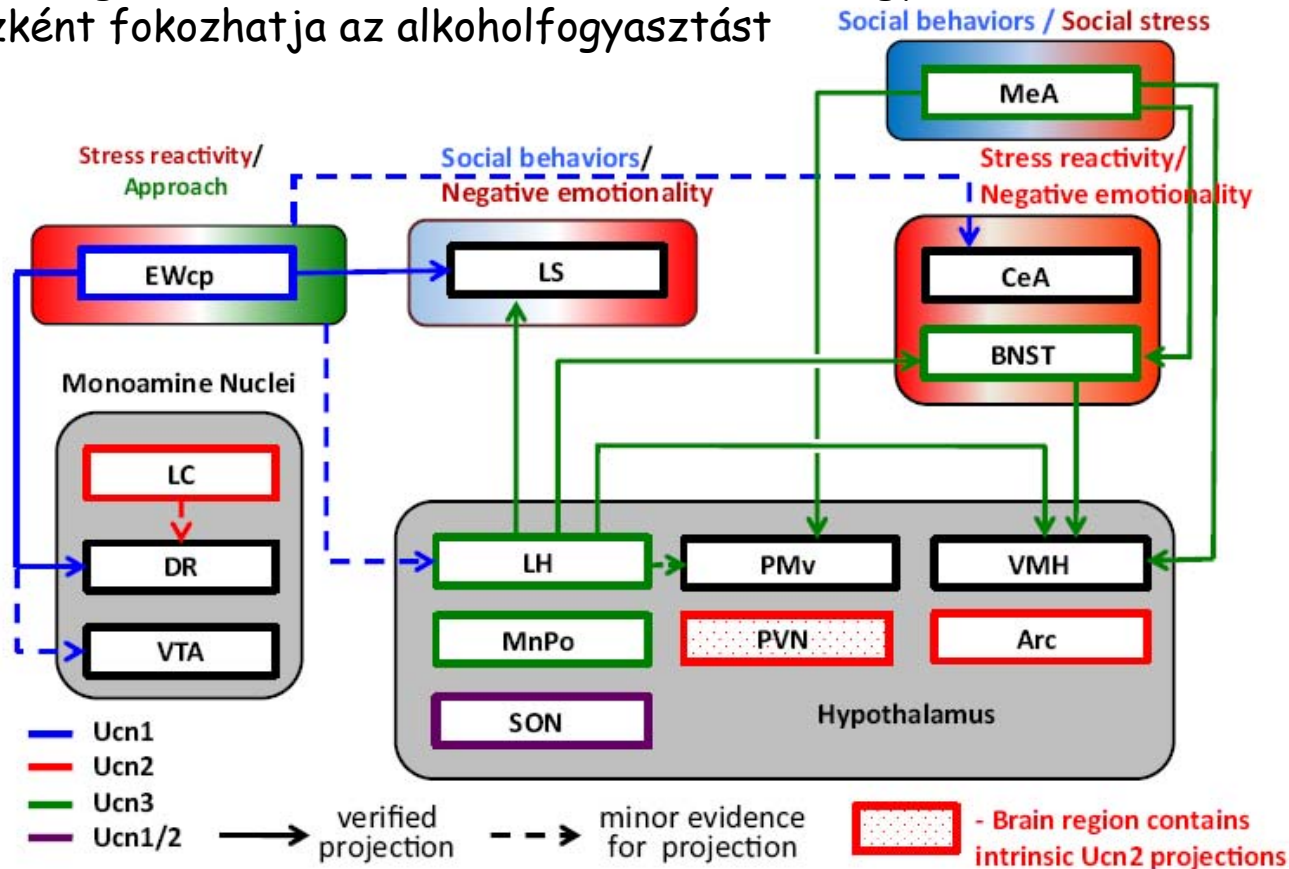 zként fokozhatja az alkoholfogyasztást
Social behaviors / Social stress
MeA
Stress reactivity/
Approach
Social behaviors/
Negative emotionality
Stress reactivity/
Negative emotionality
EWcp
LS
CeA
BNST
Monoamine Nuclei
LC
DR
VTA
LH
PMv
VMH
MnPo
PVN
Arc
SON
Hypothalamus
Ucn1
Ucn2
Ucn3
Ucn1/2
verified
projection
minor evidence
for projection
- Brain region contains
intrinsic Ucn2 projections